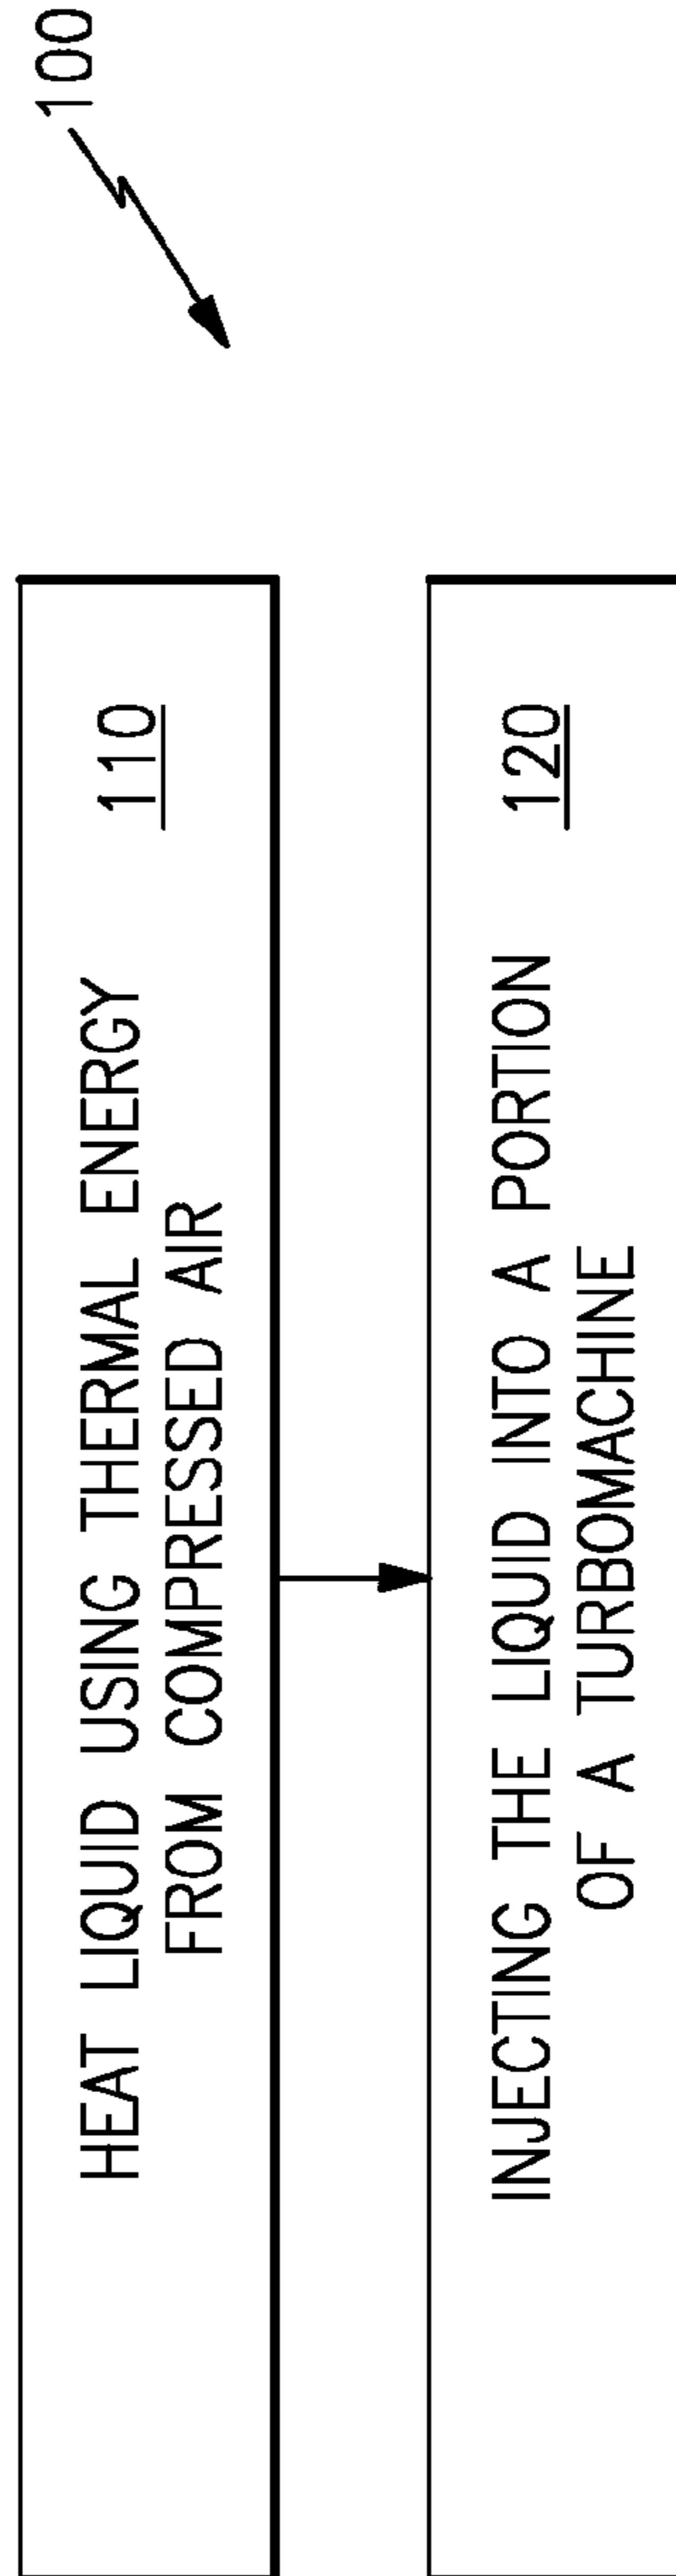 100
HEAT LIQUID USING THERMAL ENERGY 110
FROM COMPRESSED AIR
INJECTING THE LIQUID INTO A PORTION 120
OF A TURBOMACHINE